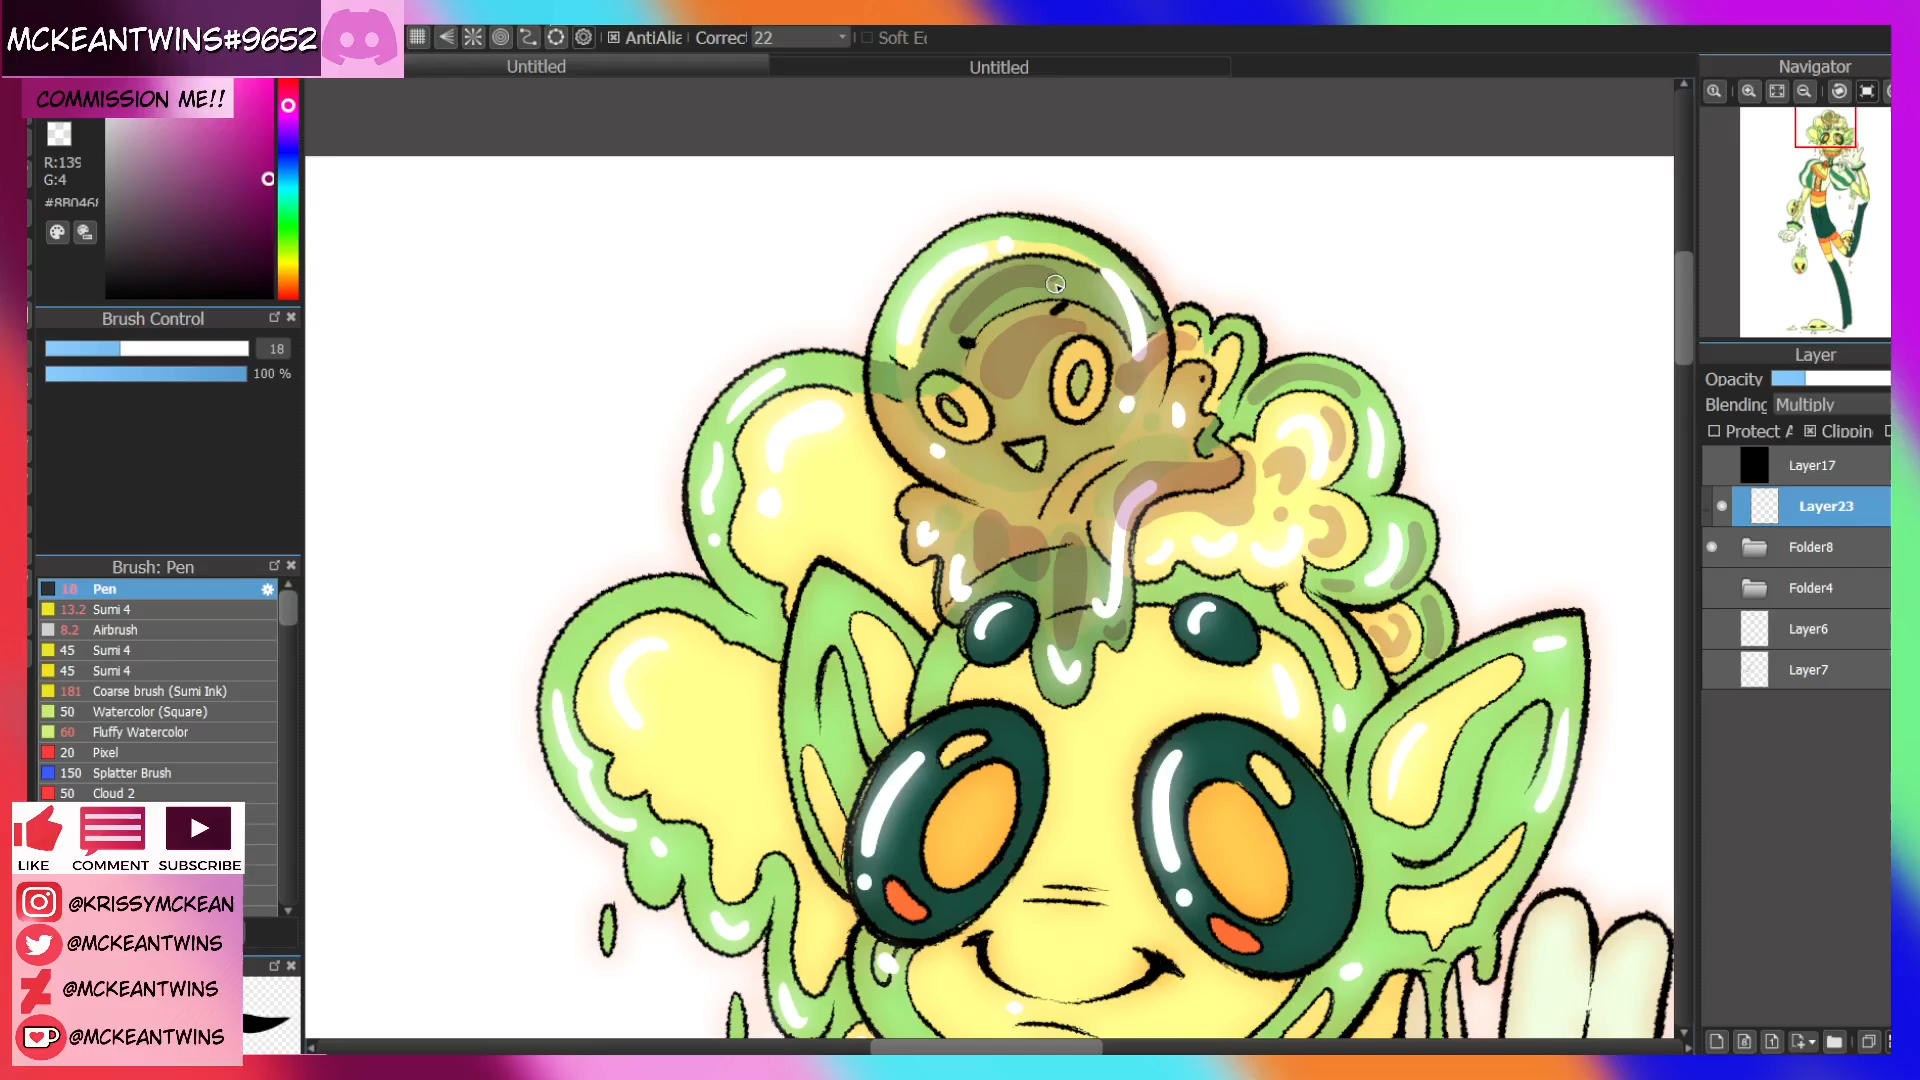 MCKEANTWINS#9652
COMMISSION ME!!
AntiAlia
Correct
22
Soft Ed
Untitled
Untitled
Navigator
R:139
G:4
#8B046
Brush Control
18
100 %
Brush: Pen
18 Pen
13.2 Sumi 4
8.2 Airbrush
45 Sumi 4
45 Sumi 4
181 Coarse brush (Sumi Ink)
50 Watercolor (Square)
60 Fluffy Watercolor
20 Pixel
150 Splatter Brush
50 Cloud 2
LIKE COMMENT SUBSCRIBE
@KRISSYMCKEAN
@MCKEANTWINS
@MCKEANTWINS
@MCKEANTWINS
Layer
Opacity
Blending Multiply
Protect A Clippin
Layer17
Layer23
Folder8
Folder4
Layer6
Layer7